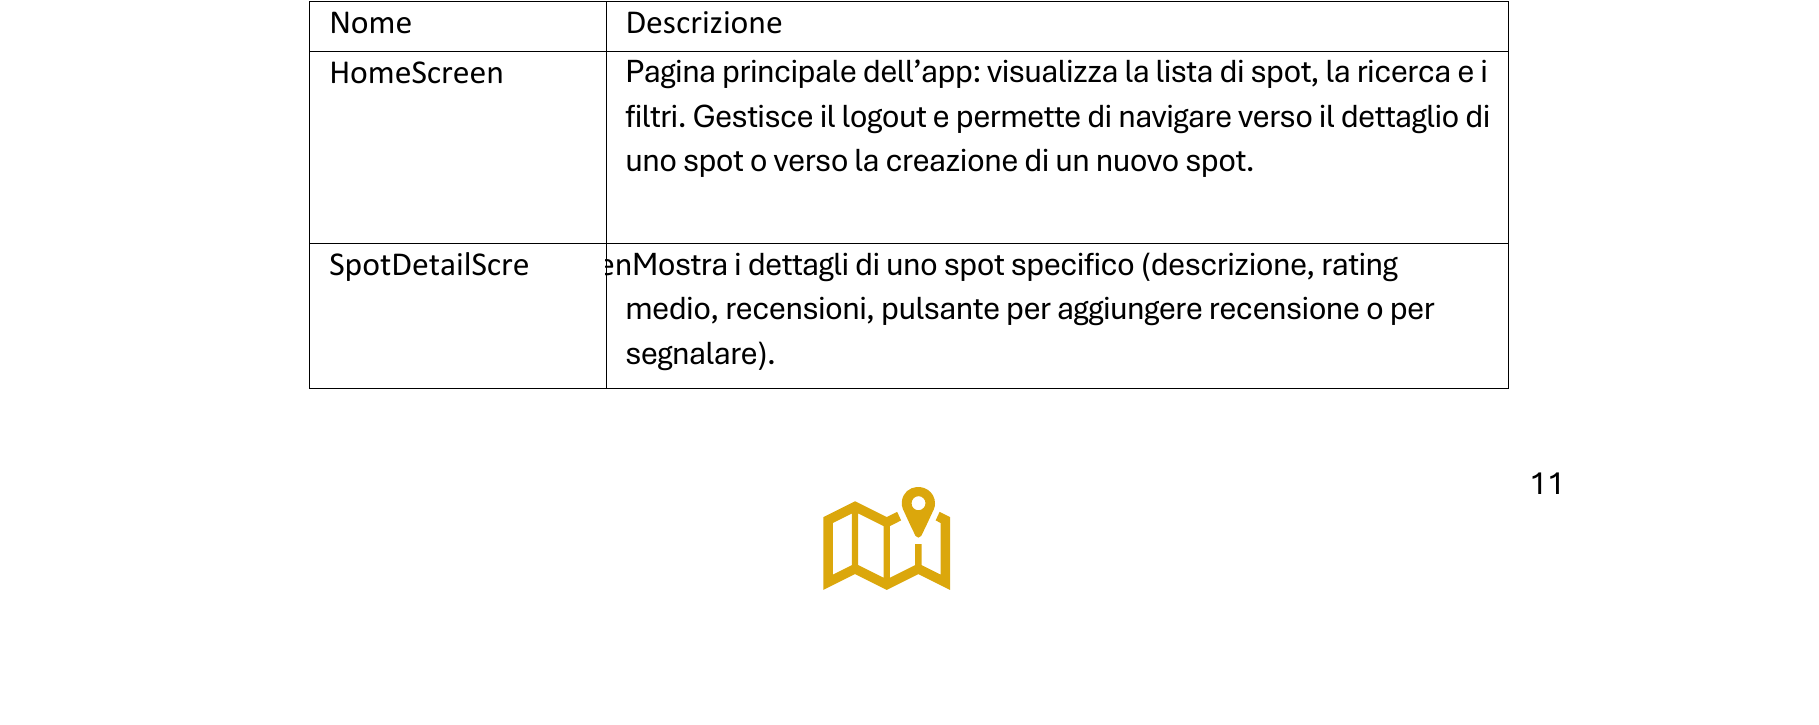 Nome Descrizione
HomeScreen Pagina principale dell’app: visualizza la lista di spot, la ricerca e i
filtri. Gestisce il logout e permette di navigare verso il dettaglio di
uno spot o verso la creazione di un nuovo spot.
SpotDetailScre enMostra i dettagli di uno spot specifico (descrizione, rating
medio, recensioni, pulsante per aggiungere recensione o per
segnalare).
11